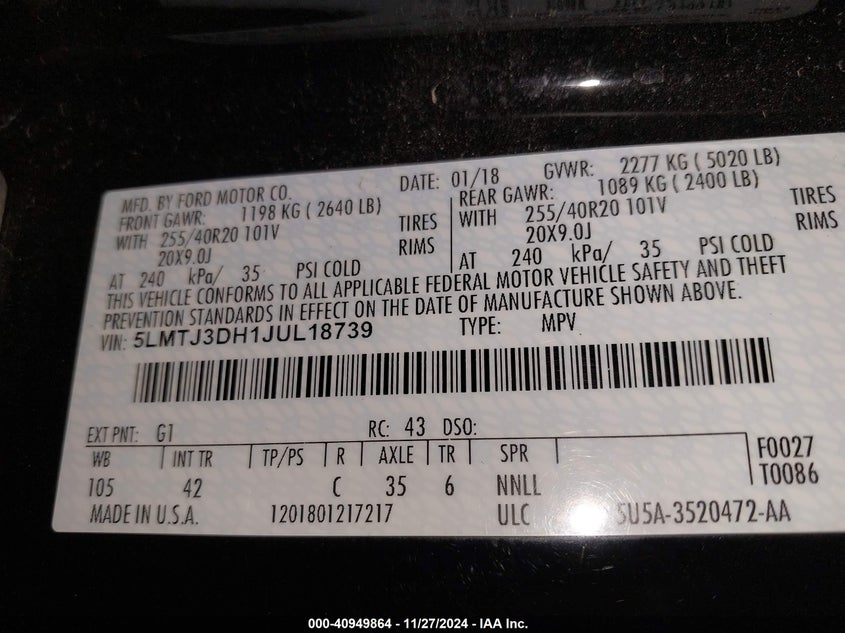 MFD. BY FORD MOTOR CO. DATE: 01/18 GVWR: 2277 KG ( 5020 LB)
FRONT GAWR: 1198 KG ( 2640 LB) REAR GAWR: 1089 KG ( 2400 LB)
WITH 255/40R20 101V TIRES WITH 255/40R20 101V TIRES
20X9.0J RIMS 20X9.0J RIMS
AT 240 kPa/ 35 PSI COLD AT 240 kPa/ 35 PSI COLD
THIS VEHICLE CONFORMS TO ALL APPLICABLE FEDERAL MOTOR VEHICLE SAFETY AND THEFT
PREVENTION STANDARDS IN EFFECT ON THE DATE OF MANUFACTURE SHOWN ABOVE.
VIN: 5LMTJ3DH1JUL18739 TYPE: MPV
EXT PNT: G1 RC: 43 DSO:
WB INT TR TP/PS R AXLE TR SPR F0027
105 42 C 35 6 NNLL T0086
MADE IN U.S.A. 1201801217217 ULC 5U5A-3520472-AA
000-40949864 - 11/27/2024 - IAA Inc.